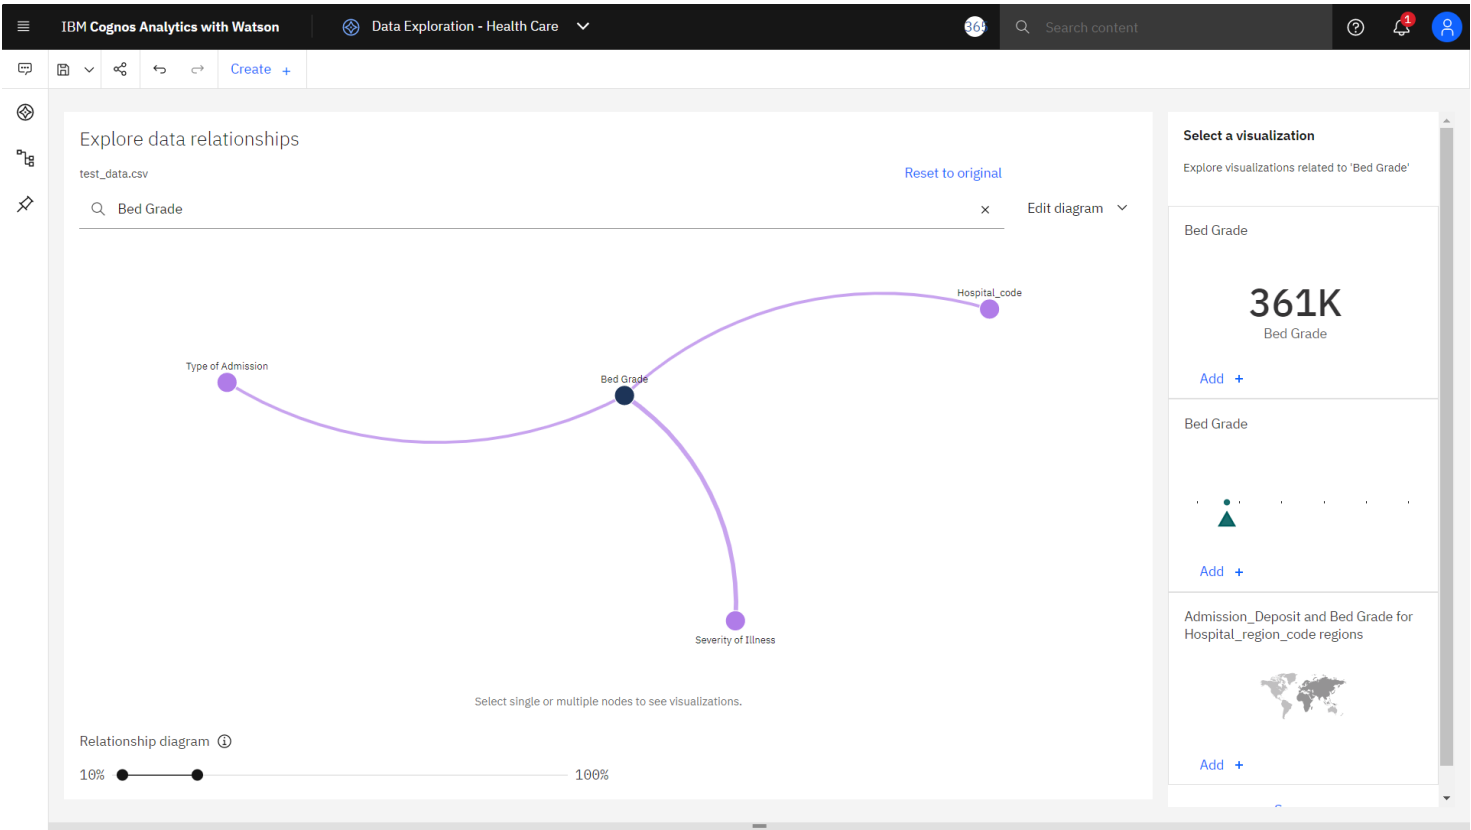 IBM Cognos Analytics with Watson
Data Exploration - Health Care
365
Search content
1
Create +
Explore data relationships
test_data.csv
Reset to original
Bed Grade
Edit diagram
Hospital_code
Type of Admission
Bed Grade
Severity of Illness
Select single or multiple nodes to see visualizations.
Relationship diagram
10%
100%
Select a visualization
Explore visualizations related to 'Bed Grade'
Bed Grade
361K
Bed Grade
Add +
Bed Grade
Add +
Admission_Deposit and Bed Grade for
Hospital_region_code regions
Add +